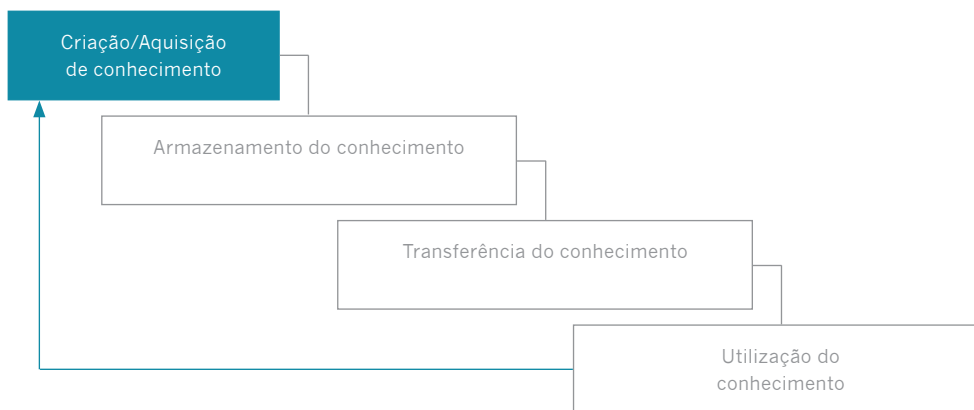 Criação/Aquisição
de conhecimento
Armazenamento do conhecimento
Transferência do conhecimento
Utilização do
conhecimento